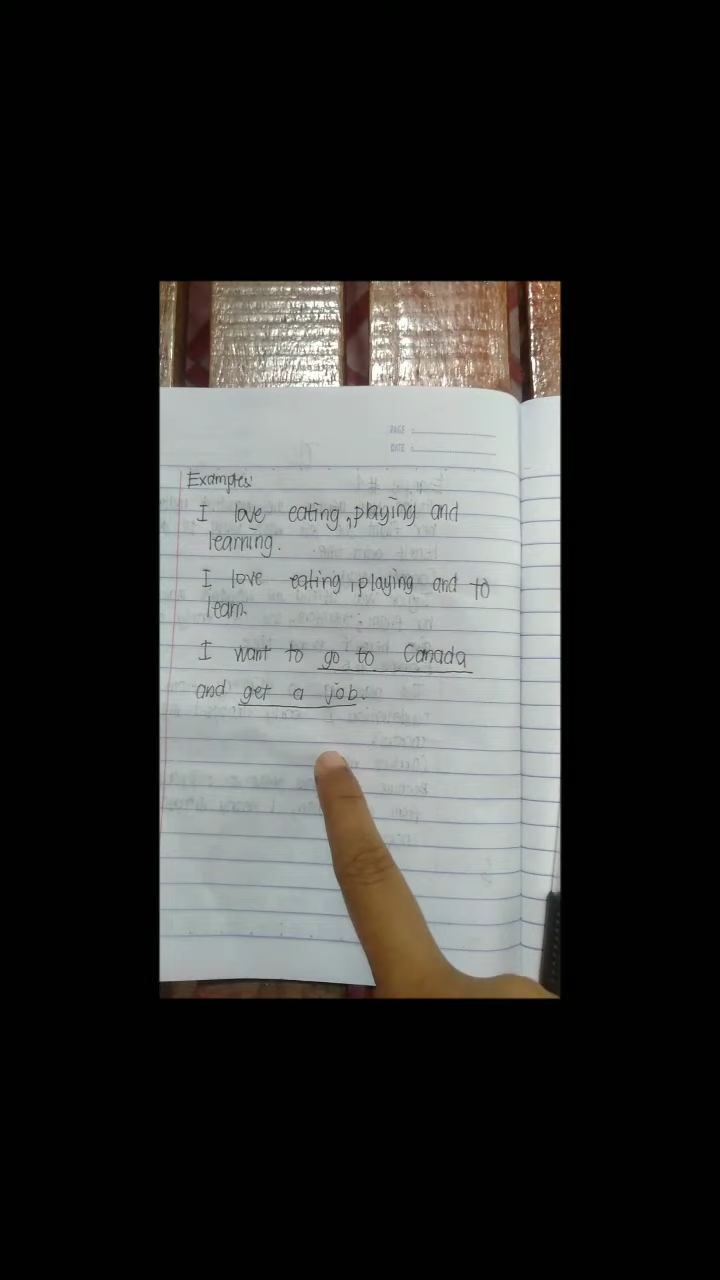 PAGE :
DATE :
Examples:
I love eating, playing and
learning.
I love eating, playing and to
learn.
I want to go to Canada
and get a job.